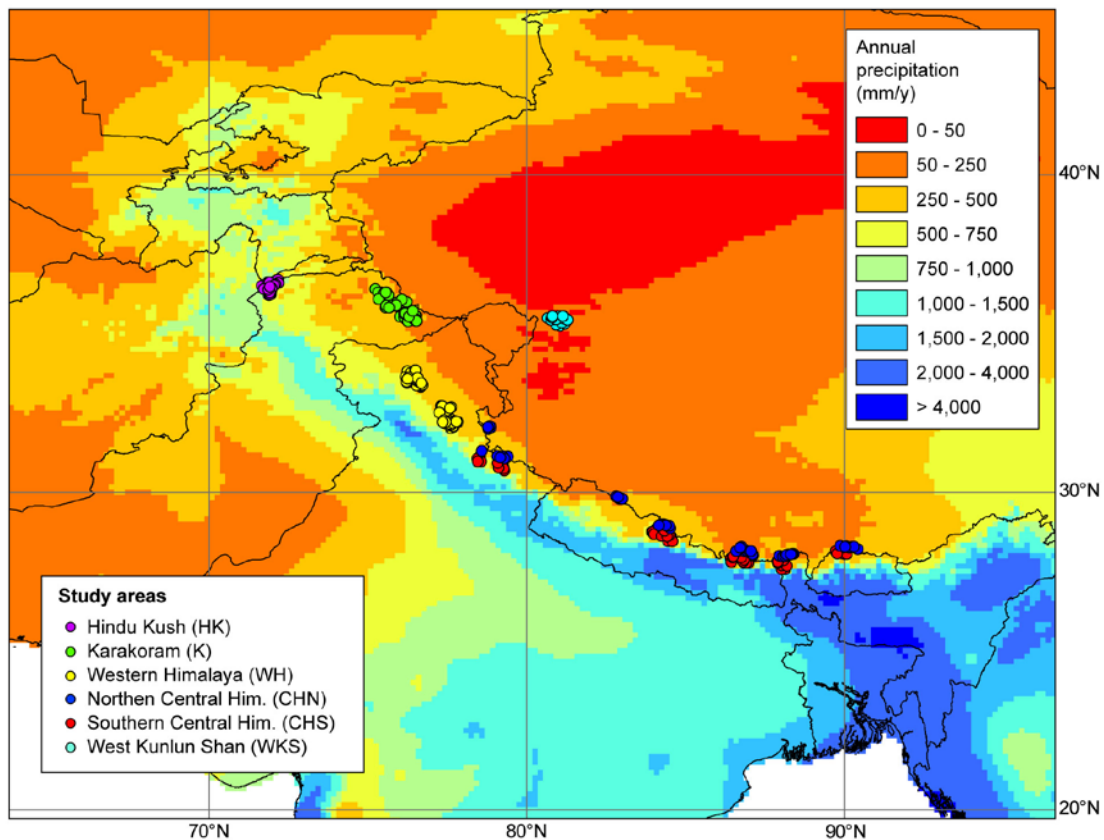 Annual
precipitation
(mm/y)
0 - 50
50 - 250
250 - 500
500 - 750
750 - 1,000
1,000 - 1,500
1,500 - 2,000
2,000 - 4,000
> 4,000
40°N
30°N
Study areas
Hindu Kush (HK)
Karakoram (K)
Western Himalaya (WH)
Northen Central Him. (CHN)
Southern Central Him. (CHS)
West Kunlun Shan (WKS)
20°N
70°N
80°N
90°N